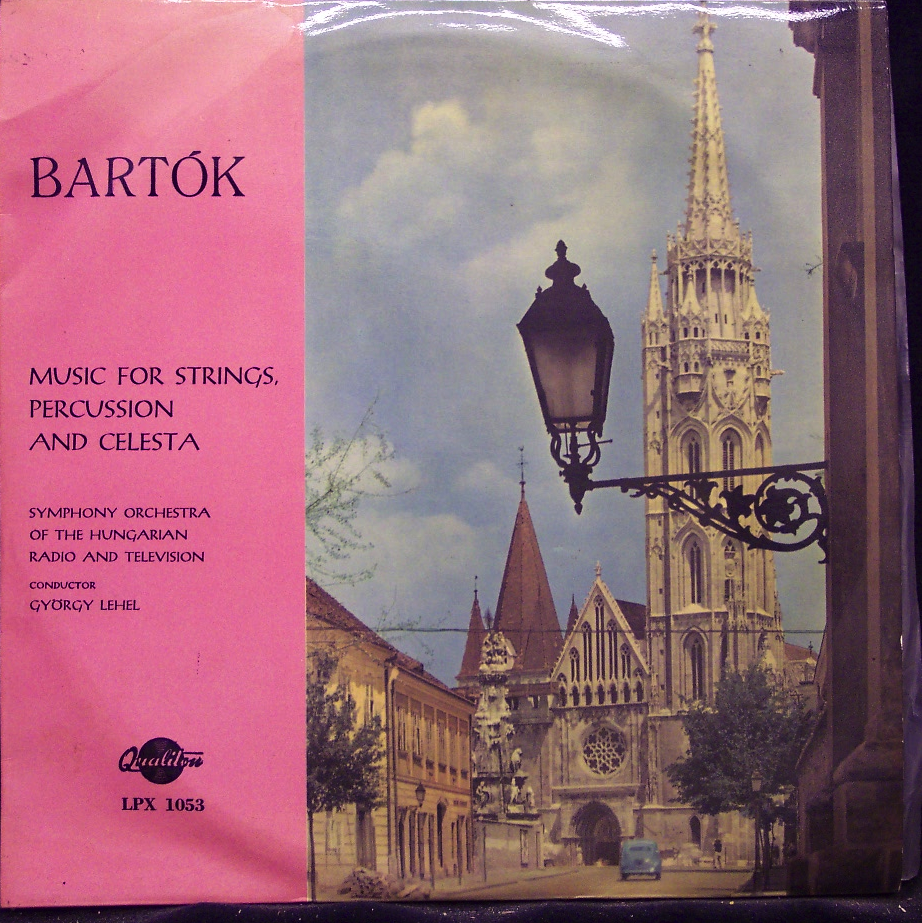 BARTÓK
MUSIC FOR STRINGS,
PERCUSSION
AND CELESTA
SYMPHONY ORCHESTRA
OF THE HUNGARIAN
RADIO AND TELEVISION
CONDUCTOR
GYÖRGY LEHEL
Qualiton
LPX 1053